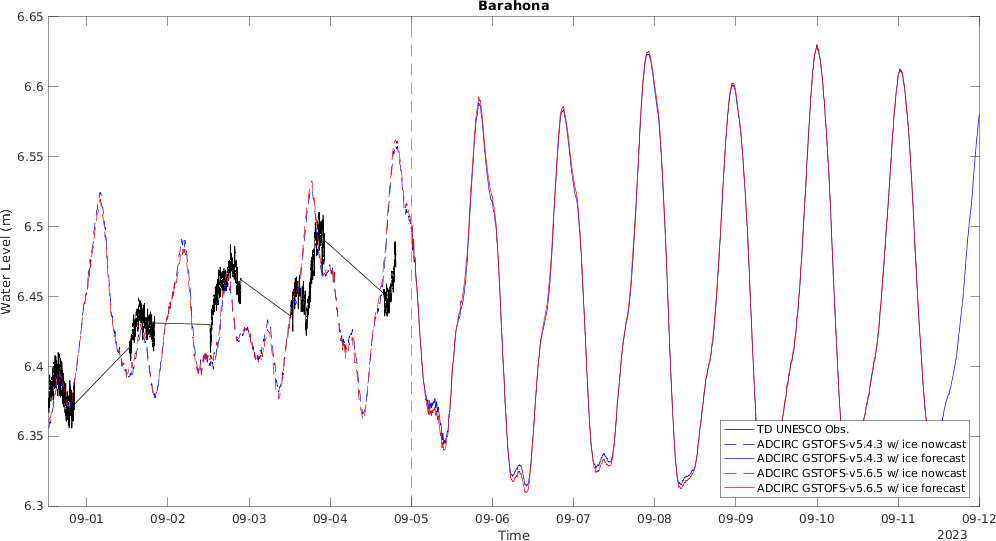 Barahona
6.65
6.6
6.55
6.5
6.45
6.4
6.35
6.3
Water Level (m)
TD UNESCO Obs.
ADCIRC GSTOFS-v5.4.3 w/ ice nowcast
ADCIRC GSTOFS-v5.4.3 w/ ice forecast
ADCIRC GSTOFS-v5.6.5 w/ ice nowcast
ADCIRC GSTOFS-v5.6.5 w/ ice forecast
09-01 09-02 09-03 09-04 09-05 09-06 09-07 09-08 09-09 09-10 09-11 09-12
Time
2023